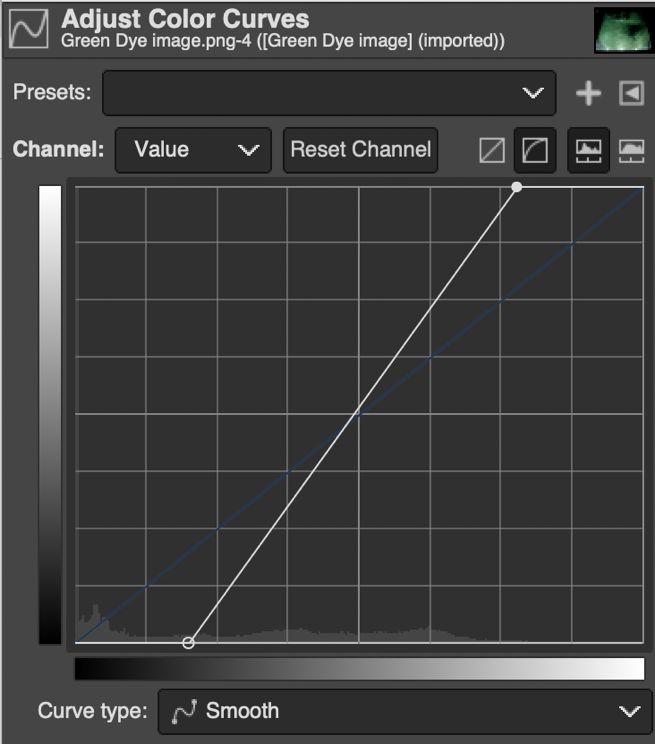 Adjust Color Curves
Green Dye image.png-4 ([Green Dye image] (imported))
Presets:
Channel: Value Reset Channel
Curve type: Smooth